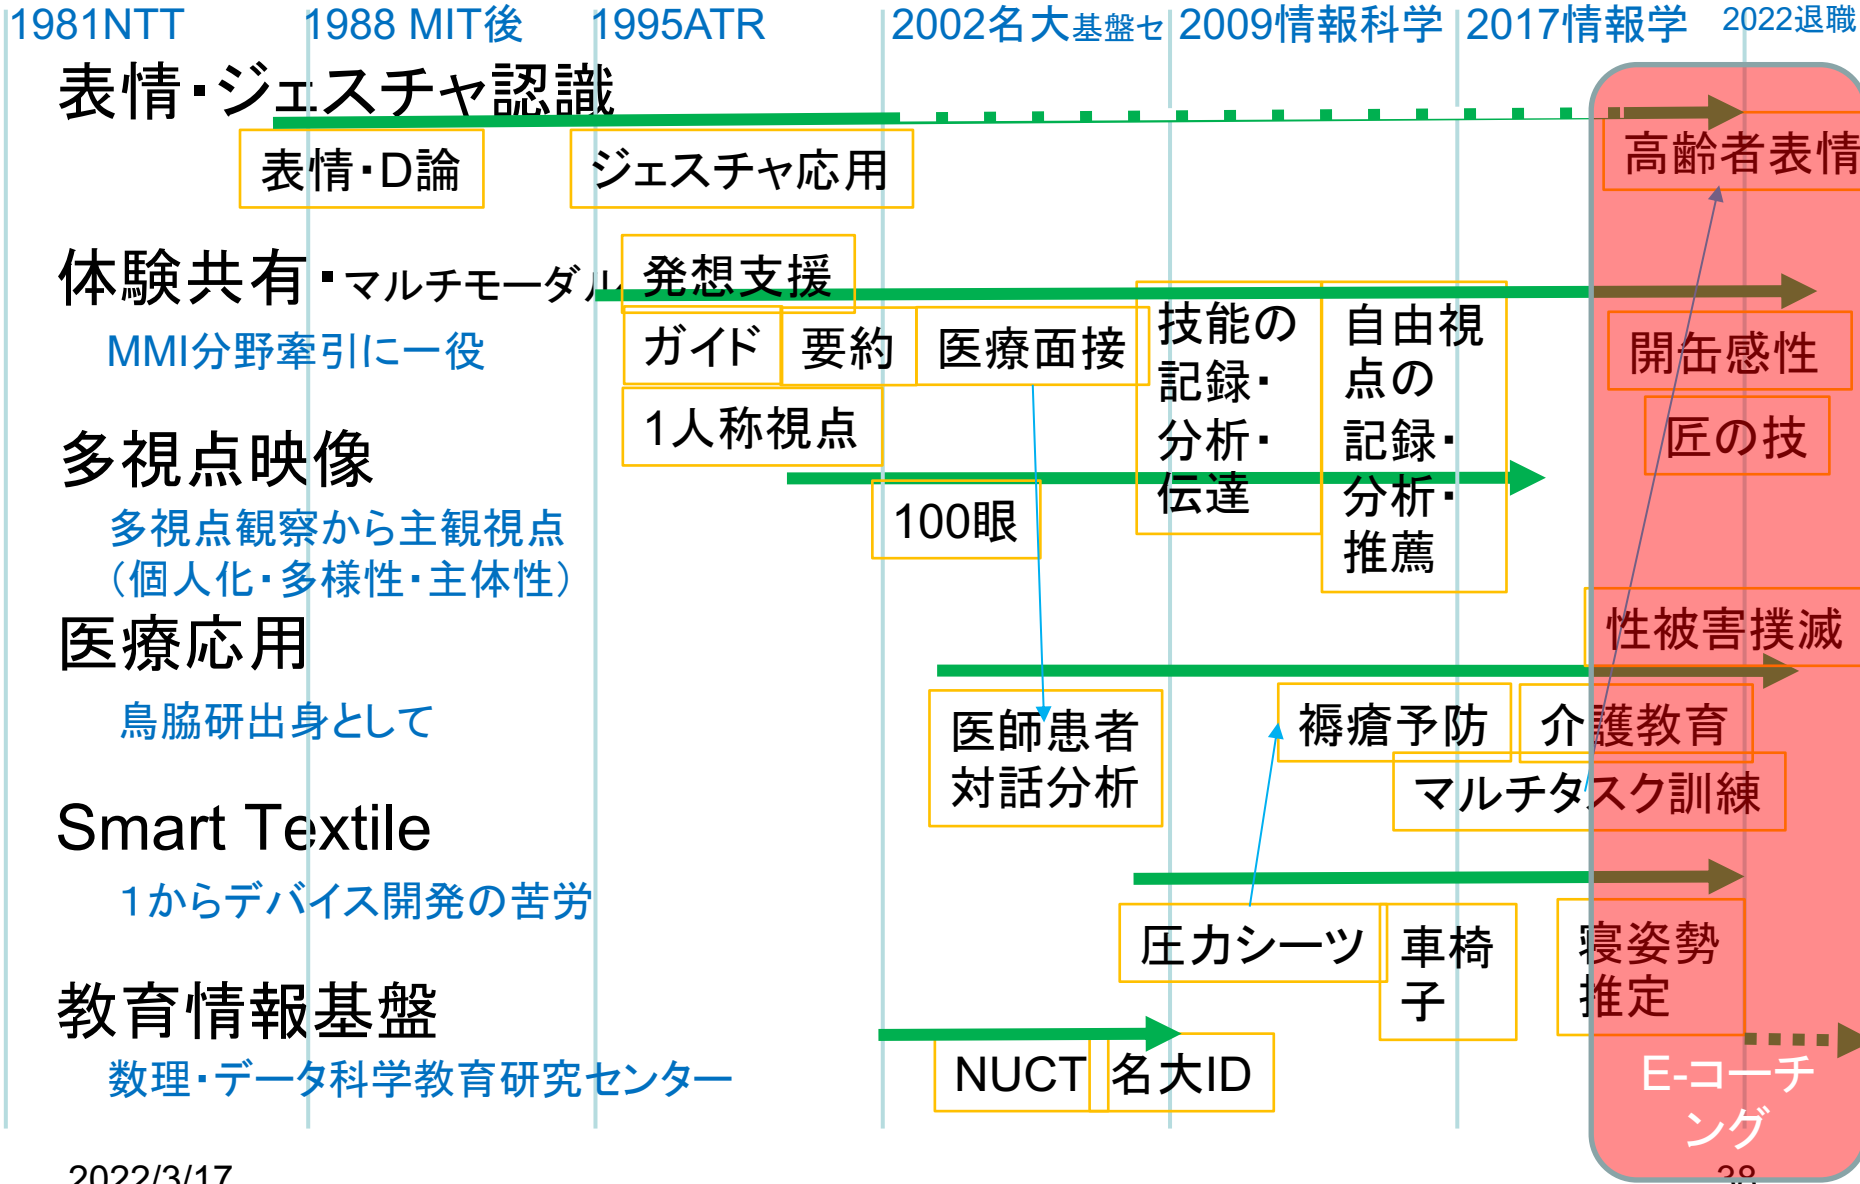 1981NTT
1988 MIT後
1995ATR
2002名大基盤セ
2009情報科学
2017情報学
2022退職
表情・ジェスチャ認識
表情・D論
ジェスチャ応用
高齢者表情
体験共有・マルチモーダル
発想支援
MMI分野牽引に一役
ガイド
要約
医療面接
技能の
記録・
分析・
伝達
自由視
点の
記録・
分析・
推薦
開缶感性
1人称視点
匠の技
多視点映像
100眼
多視点観察から主観視点
（個人化・多様性・主体性）
医療応用
性被害撲滅
鳥脇研出身として
医師患者
対話分析
褥瘡予防
介護教育
マルチタスク訓練
Smart Textile
１からデバイス開発の苦労
圧力シーツ
車椅
子
寝姿勢
推定
教育情報基盤
数理・データ科学教育研究センター
NUCT
名大ID
E-コーチ
ング
2022/3/17
38